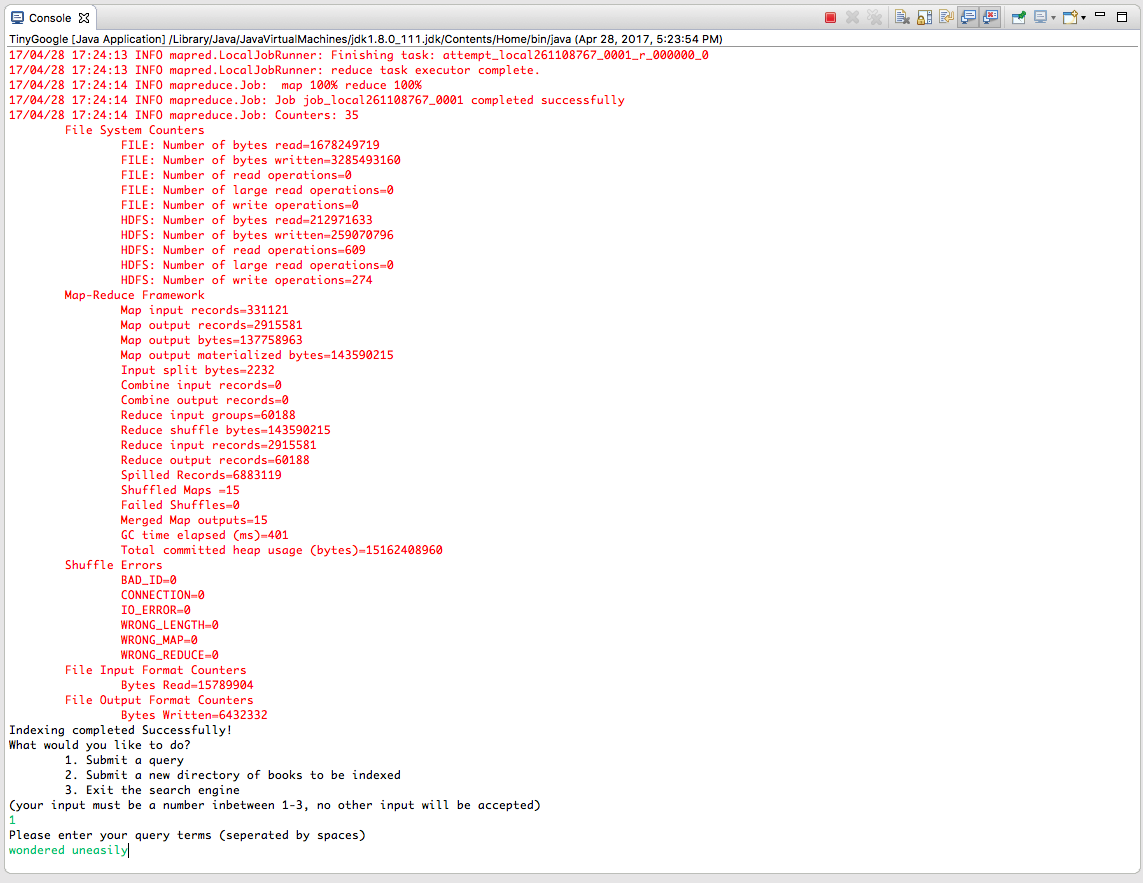 Console
TinyGoogle [Java Application] /Library/Java/JavaVirtualMachines/jdk1.8.0_111.jdk/Contents/Home/bin/java (Apr 28, 2017, 5:23:54 PM)
17/04/28 17:24:13 INFO mapred.LocalJobRunner: Finishing task: attempt_local261108767_0001_r_000000_0
17/04/28 17:24:13 INFO mapred.LocalJobRunner: reduce task executor complete.
17/04/28 17:24:14 INFO mapreduce.Job:  map 100% reduce 100%
17/04/28 17:24:14 INFO mapreduce.Job: Job job_local261108767_0001 completed successfully
17/04/28 17:24:14 INFO mapreduce.Job: Counters: 35
File System Counters
FILE: Number of bytes read=1678249719
FILE: Number of bytes written=3285493160
FILE: Number of read operations=0
FILE: Number of large read operations=0
FILE: Number of write operations=0
HDFS: Number of bytes read=212971633
HDFS: Number of bytes written=259070796
HDFS: Number of read operations=609
HDFS: Number of large read operations=0
HDFS: Number of write operations=274
Map-Reduce Framework
Map input records=331121
Map output records=2915581
Map output bytes=137758963
Map output materialized bytes=143590215
Input split bytes=2232
Combine input records=0
Combine output records=0
Reduce input groups=60188
Reduce shuffle bytes=143590215
Reduce input records=2915581
Reduce output records=60188
Spilled Records=6883119
Shuffled Maps =15
Failed Shuffles=0
Merged Map outputs=15
GC time elapsed (ms)=401
Total committed heap usage (bytes)=15162408960
Shuffle Errors
BAD_ID=0
CONNECTION=0
IO_ERROR=0
WRONG_LENGTH=0
WRONG_MAP=0
WRONG_REDUCE=0
File Input Format Counters
Bytes Read=15789904
File Output Format Counters
Bytes Written=6432332
Indexing completed Successfully!
What would you like to do?
1. Submit a query
2. Submit a new directory of books to be indexed
3. Exit the search engine
(your input must be a number inbetween 1-3, no other input will be accepted)
1
Please enter your query terms (seperated by spaces)
wondered uneasily